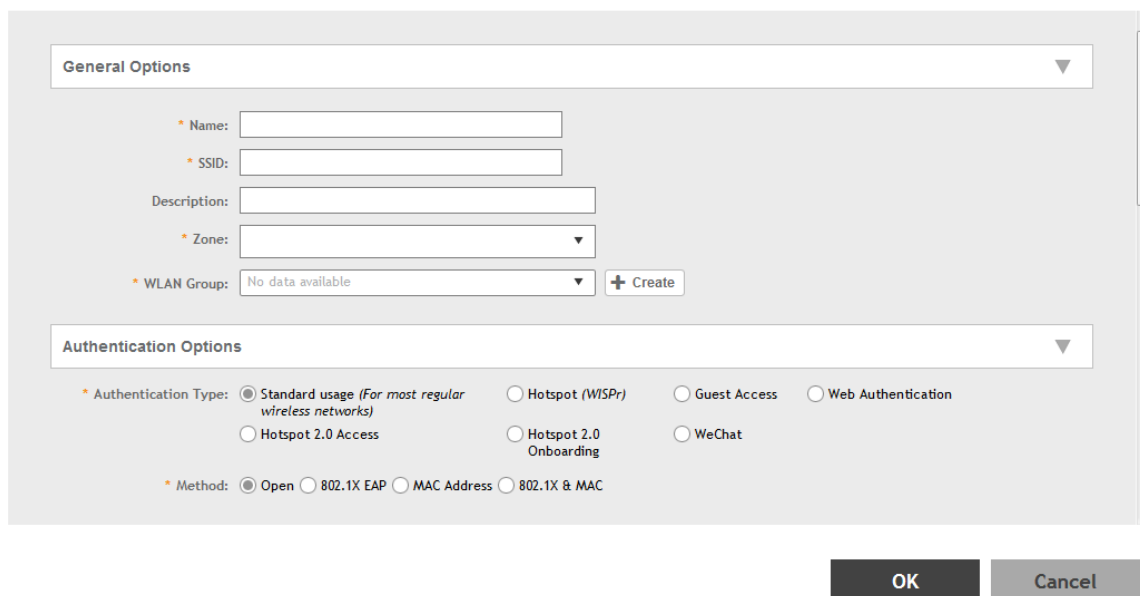 General Options
* Name:
* SSID:
Description:
* Zone:
* WLAN Group: No data available + Create
Authentication Options
* Authentication Type: Standard usage (For most regular Hotspot (WISPr) Guest Access Web Authentication
wireless networks)
Hotspot 2.0 Access Hotspot 2.0 WeChat
Onboarding
* Method: Open 802.1X EAP MAC Address 802.1X & MAC
OK Cancel